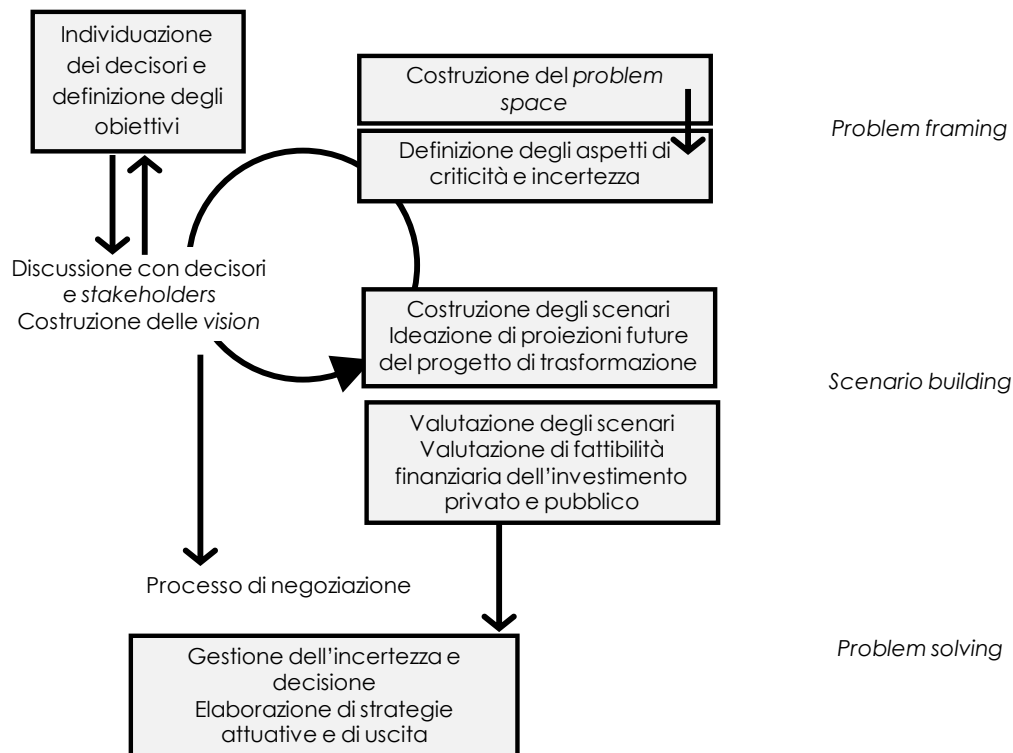 Individuazione
dei decisori e
definizione degli
obiettivi
Costruzione del problem
space
Definizione degli aspetti di
criticità e incertezza
Problem framing
Discussione con decisori
e stakeholders
Costruzione delle vision
Costruzione degli scenari
Ideazione di proiezioni future
del progetto di trasformazione
Scenario building
Valutazione degli scenari
Valutazione di fattibilità
finanziaria dell’investimento
privato e pubblico
Processo di negoziazione
Gestione dell’incertezza e
decisione
Elaborazione di strategie
attuative e di uscita
Problem solving